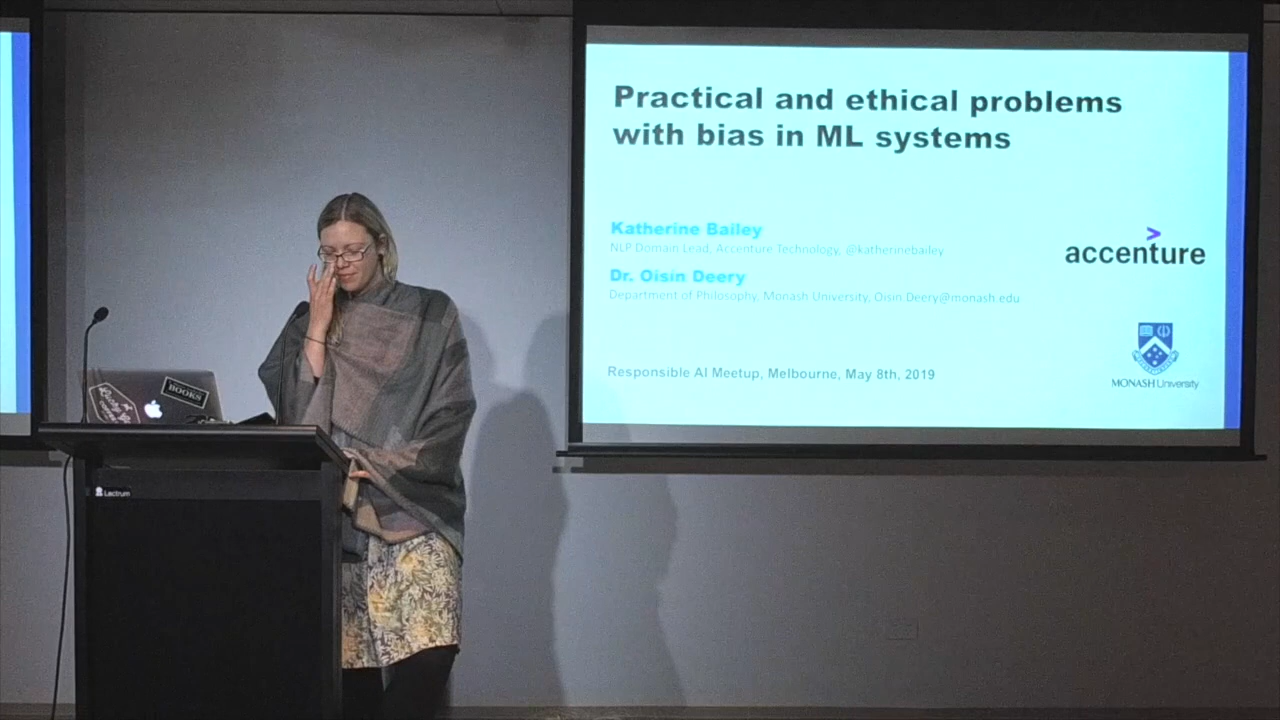 Practical and ethical problems
with bias in ML systems
Katherine Bailey
NLP Domain Lead, Accenture Technology, @katherinebailey
Dr. Oisin Deery
Department of Philosophy, Monash University, Oisin.Deery@monash.edu
accenture
MONASH University
Responsible AI Meetup, Melbourne, May 8th, 2019
BOOKS
Lectrum